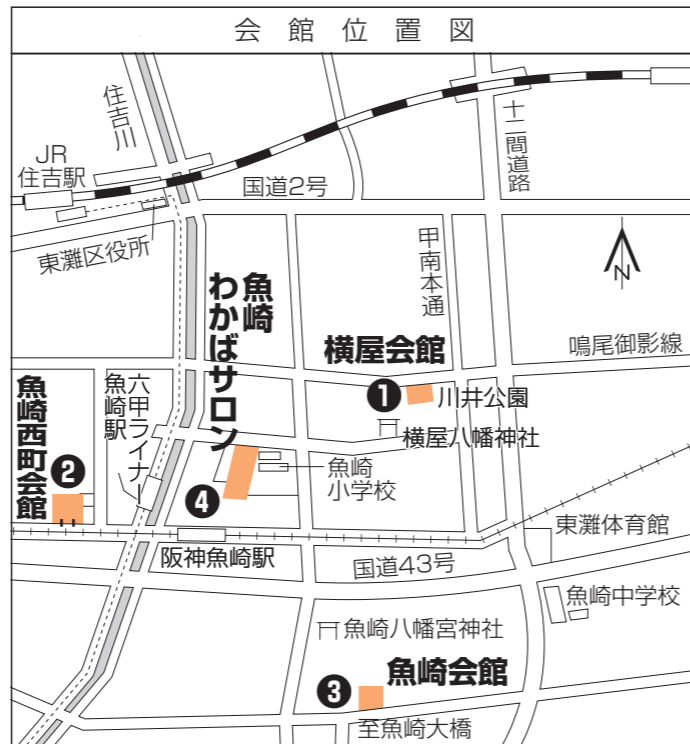 会館位置図
住吉川
JR
住吉駅
国道2号
十二間道路
東灘区役所
甲南本通
N
魚崎
わかばサロン
横屋会館
鳴尾御影線
❶
川井公園
横屋八幡神社
魚崎西町会館
❷
六甲ライナー
魚崎駅
❹
魚崎
小学校
阪神魚崎駅
東灘体育館
国道43号
魚崎中学校
魚崎八幡宮神社
❸
魚崎会館
至魚崎大橋